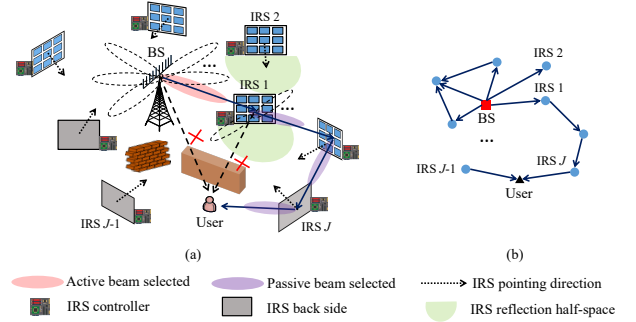 BS
IRS 2
IRS 1
...
...
IRS J-1
User
IRS J
(a)
IRS 2
IRS 1
BS
...
IRS J-1
IRS J
User
(b)
Active beam selected
Passive beam selected
IRS pointing direction
IRS controller
IRS back side
IRS reflection half-space